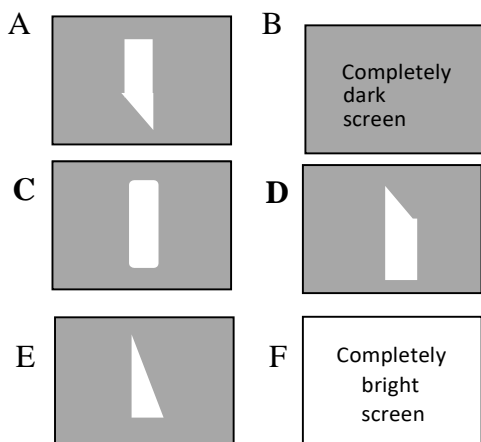 A
B
Completely
dark
screen
C
D
E
F
Completely
bright
screen